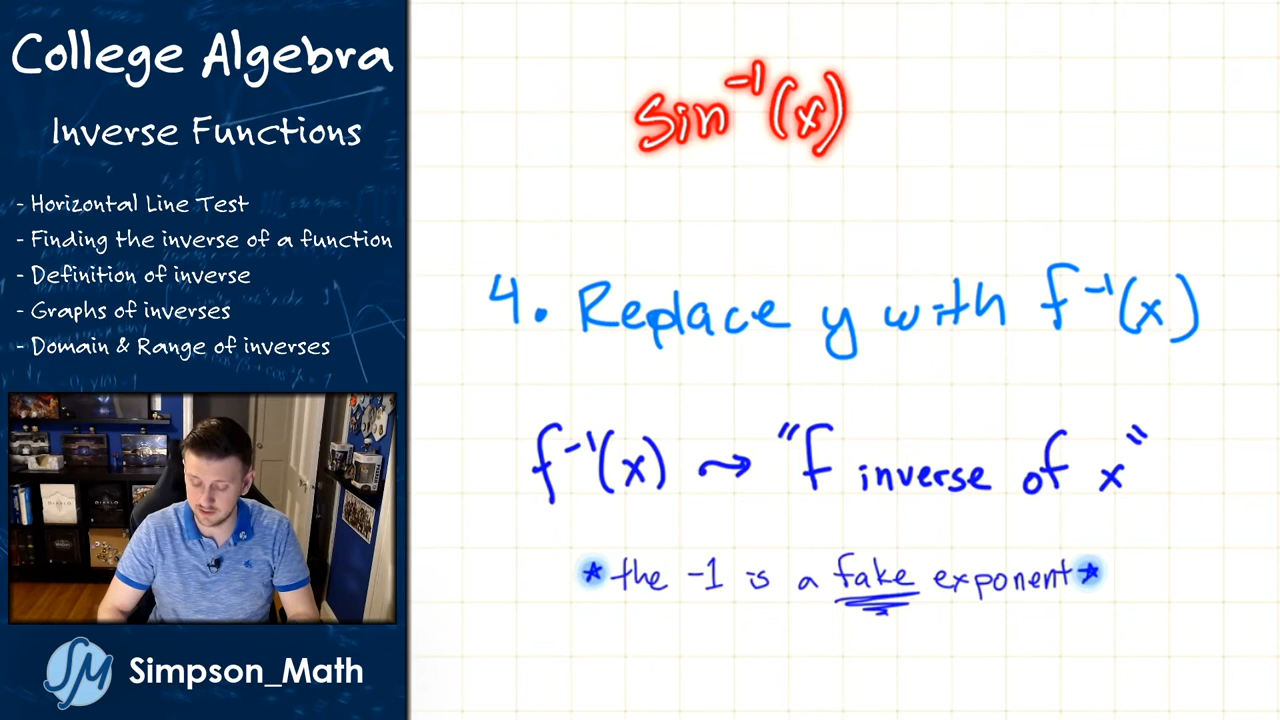 College Algebra
Inverse Functions
- Horizontal Line Test
- Finding the inverse of a function
- Definition of inverse
- Graphs of inverses
- Domain & Range of inverses
SM Simpson_Math
Sin⁻¹(x)
4. Replace y with f⁻¹(x)
f⁻¹(x) ⇝ "f inverse of x"
* the -1 is a fake exponent *